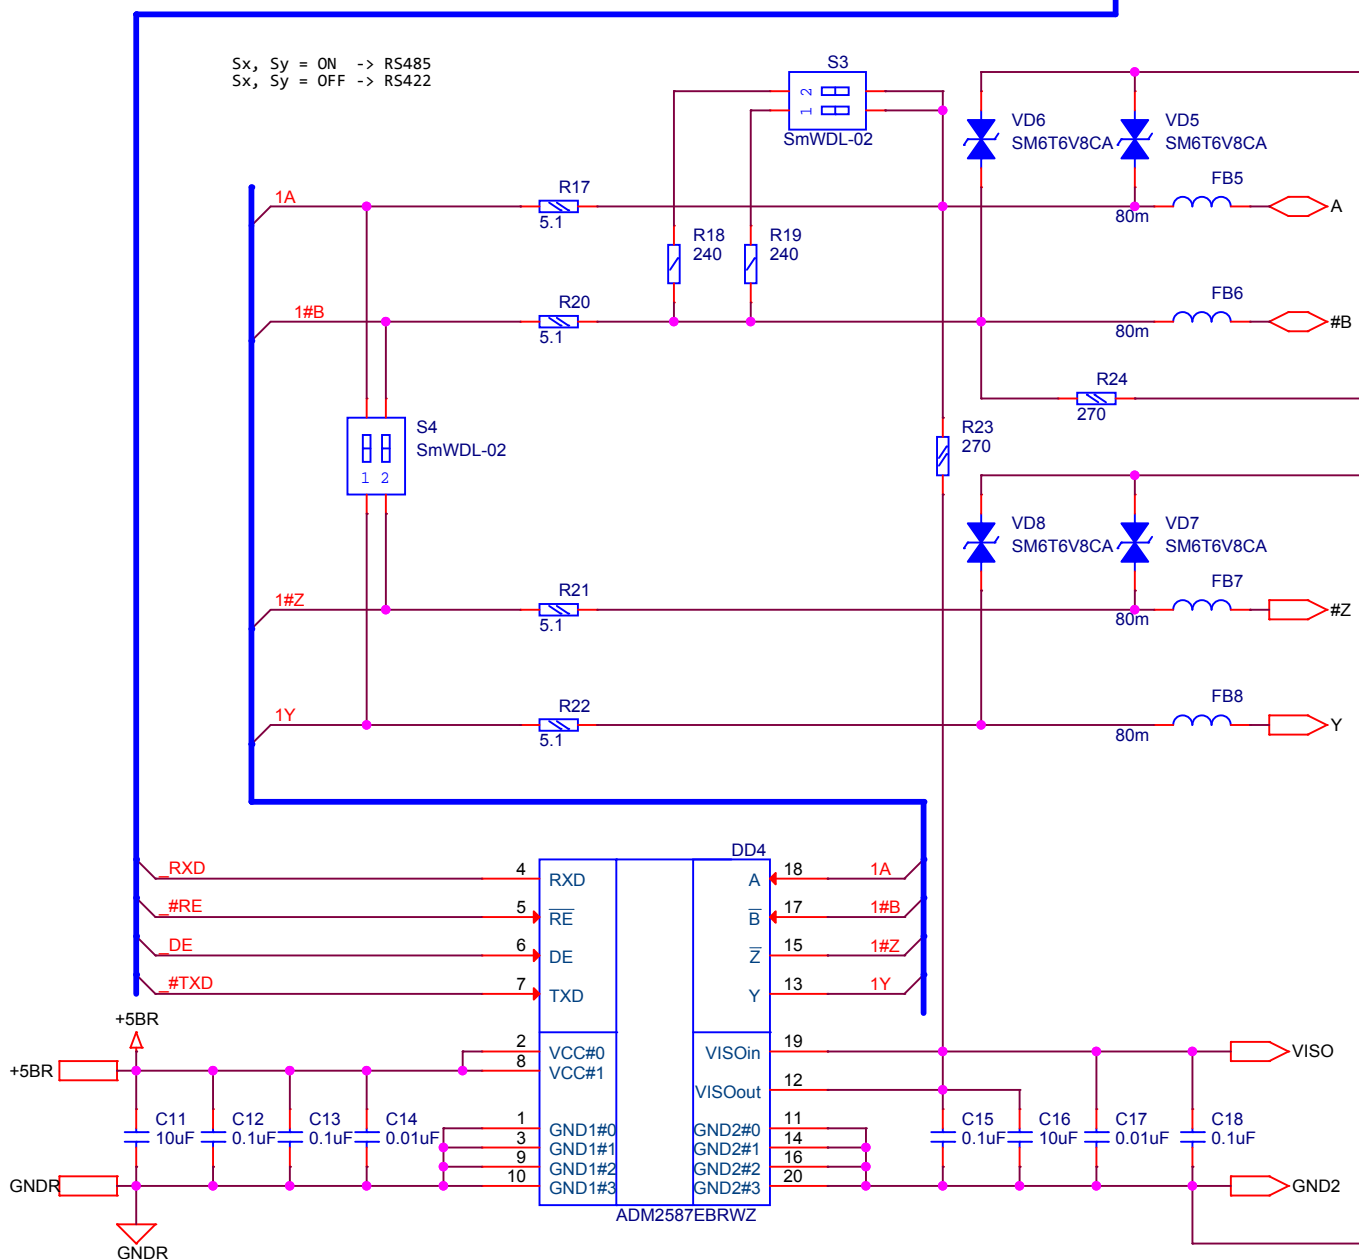 Sx, Sy = ON  -> RS485
Sx, Sy = OFF -> RS422
S3
2
1
SmWDL-02
VD6
SM6T6V8CA
VD5
SM6T6V8CA
1A
R17
5.1
FB5
80m
A
R18
240
R19
240
1#B
R20
5.1
FB6
80m
#B
R24
270
S4
SmWDL-02
1 2
R23
270
VD8
SM6T6V8CA
VD7
SM6T6V8CA
1#Z
R21
5.1
FB7
80m
#Z
1Y
R22
5.1
FB8
80m
Y
DD4
_RXD
4
RXD
A
18
1A
_#RE
5
RE
B
17
1#B
_DE
6
DE
Z
15
1#Z
_#TXD
7
TXD
Y
13
1Y
+5BR
+5BR
2
VCC#0
8
VCC#1
VISOin
19
VISO
VISOout
12
C11
10uF
C12
0.1uF
C13
0.1uF
C14
0.01uF
1
GND1#0
3
GND1#1
9
GND1#2
10
GND1#3
GND2#0
11
GND2#1
14
GND2#2
16
GND2#3
20
C15
0.1uF
C16
10uF
C17
0.01uF
C18
0.1uF
GNDR
GND2
ADM2587EBRWZ
GNDR